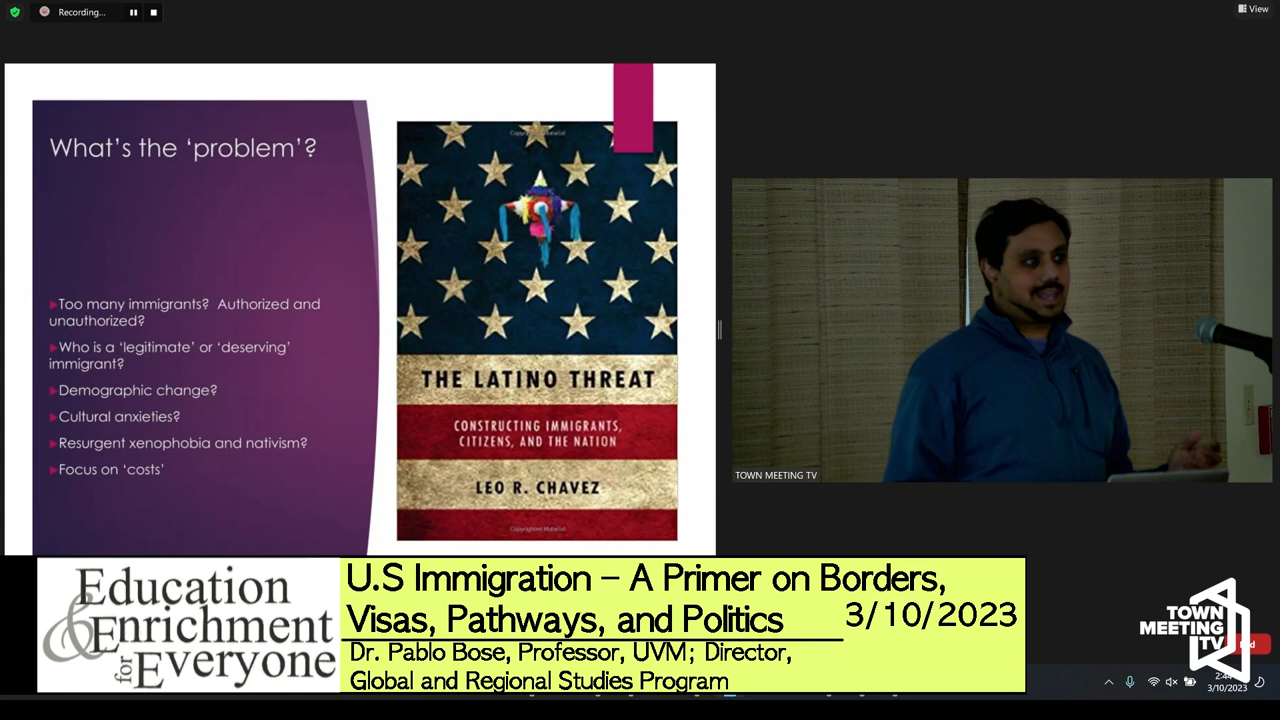 Recording...
View
What's the 'problem'?
▶Too many immigrants? Authorized and
unauthorized?
▶Who is a 'legitimate' or 'deserving'
immigrant?
▶Demographic change?
▶Cultural anxieties?
▶Resurgent xenophobia and nativism?
▶Focus on 'costs'
THE LATINO THREAT
CONSTRUCTING IMMIGRANTS,
CITIZENS, AND THE NATION
LEO R. CHAVEZ
Copyrighted Material
TOWN MEETING TV
Education
& Enrichment
for Everyone
U.S Immigration – A Primer on Borders,
Visas, Pathways, and Politics
3/10/2023
Dr. Pablo Bose, Professor, UVM; Director,
Global and Regional Studies Program
TOWN
MEETING
TV
3/10/2023